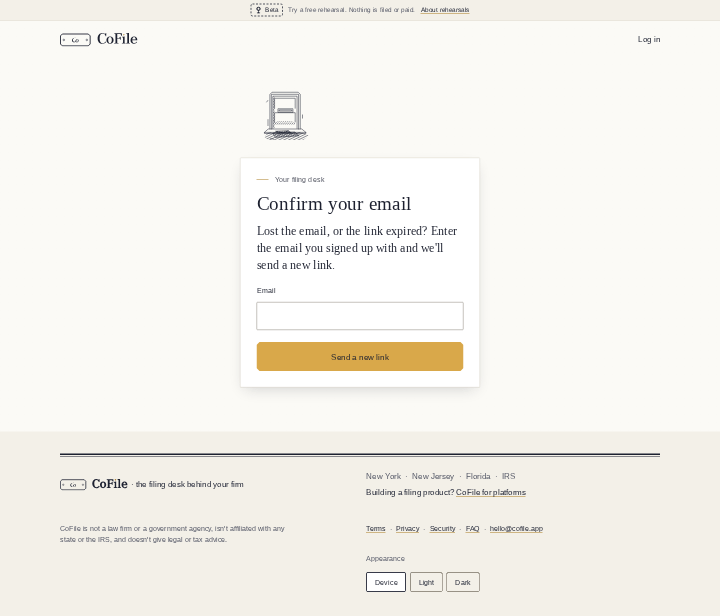 Beta Try a free rehearsal. Nothing is filed or paid. About rehearsals
Co CoFile
Log in
Your filing desk
Confirm your email
Lost the email, or the link expired? Enter
the email you signed up with and we'll
send a new link.
Email
Send a new link
Co CoFile · the filing desk behind your firm
New York · New Jersey · Florida · IRS
Building a filing product? CoFile for platforms
CoFile is not a law firm or a government agency, isn't affiliated with any
state or the IRS, and doesn't give legal or tax advice.
Terms · Privacy · Security · FAQ · hello@cofile.app
Appearance
Device Light Dark